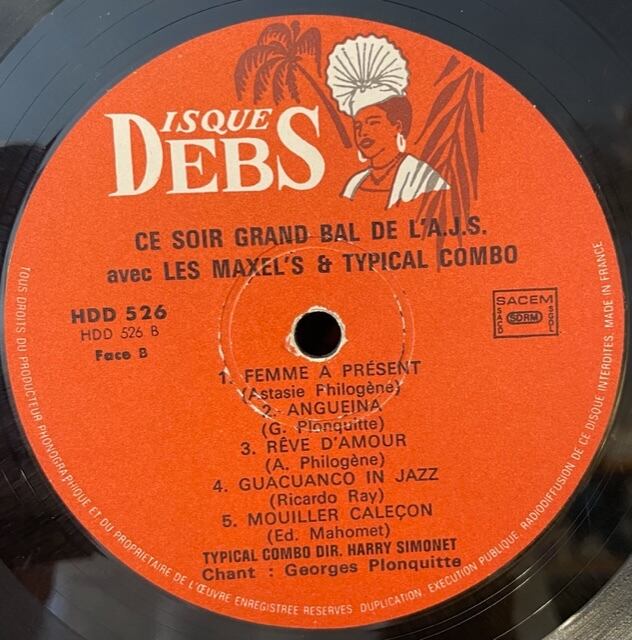 DISQUE
DEBS
CE SOIR GRAND BAL DE L'A.J.S.
avec LES MAXEL'S & TYPICAL COMBO
HDD 526
HDD 526 B
Face B
SACEM
SACD
SDRM
SGDL
1. FEMME A PRÉSENT
(Astasie Philogène)
2. ANGUEINA
(G. Plonquitte)
3. RÊVE D'AMOUR
(A. Philogène)
4. GUACUANCO IN JAZZ
(Ricardo Ray)
5. MOUILLER CALEÇON
(Ed. Mahomet)
TYPICAL COMBO DIR. HARRY SIMONET
Chant : Georges Plonquitte
TOUS DROITS DU PRODUCTEUR PHONOGRAPHIQUE ET DU PROPRIETAIRE DE L'ŒUVRE ENREGISTREE RESERVES. DUPLICATION. EXECUTION PUBLIQUE. RADIODIFFUSION DE CE DISQUE INTERDITES. MADE IN FRANCE